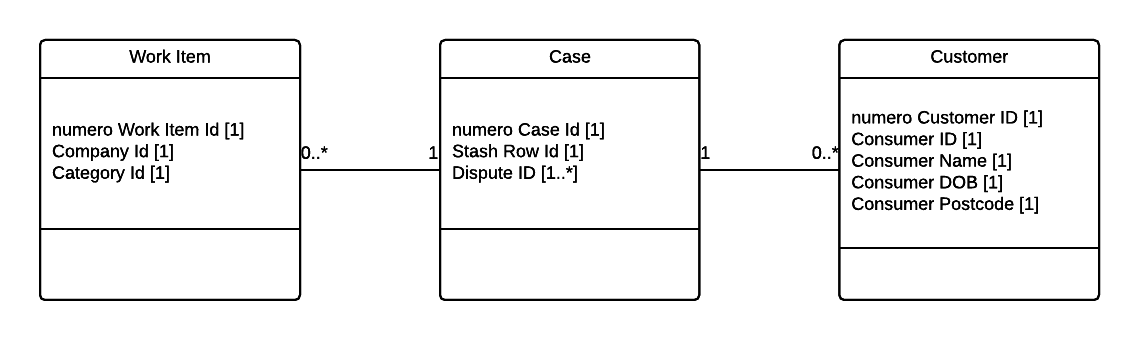 Work Item
numero Work Item Id [1]
Company Id [1]
Category Id [1]
0..*
1
Case
numero Case Id [1]
Stash Row Id [1]
Dispute ID [1..*]
1
0..*
Customer
numero Customer ID [1]
Consumer ID [1]
Consumer Name [1]
Consumer DOB [1]
Consumer Postcode [1]